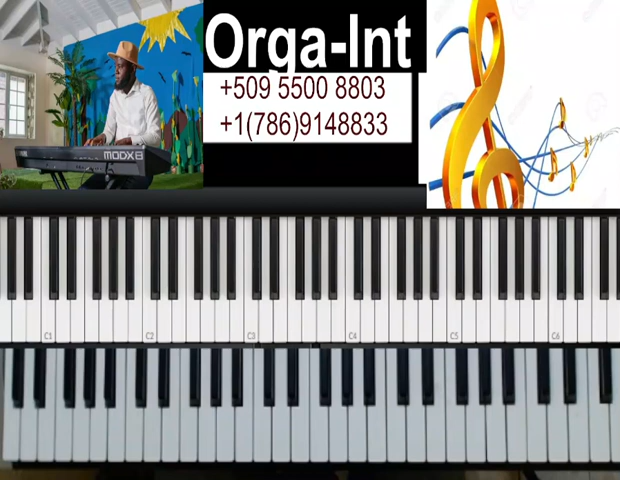 Orga-Int
+509 5500 8803
+1(786)9148833
MODX8
C1 C2 C3 C4 C5 C6